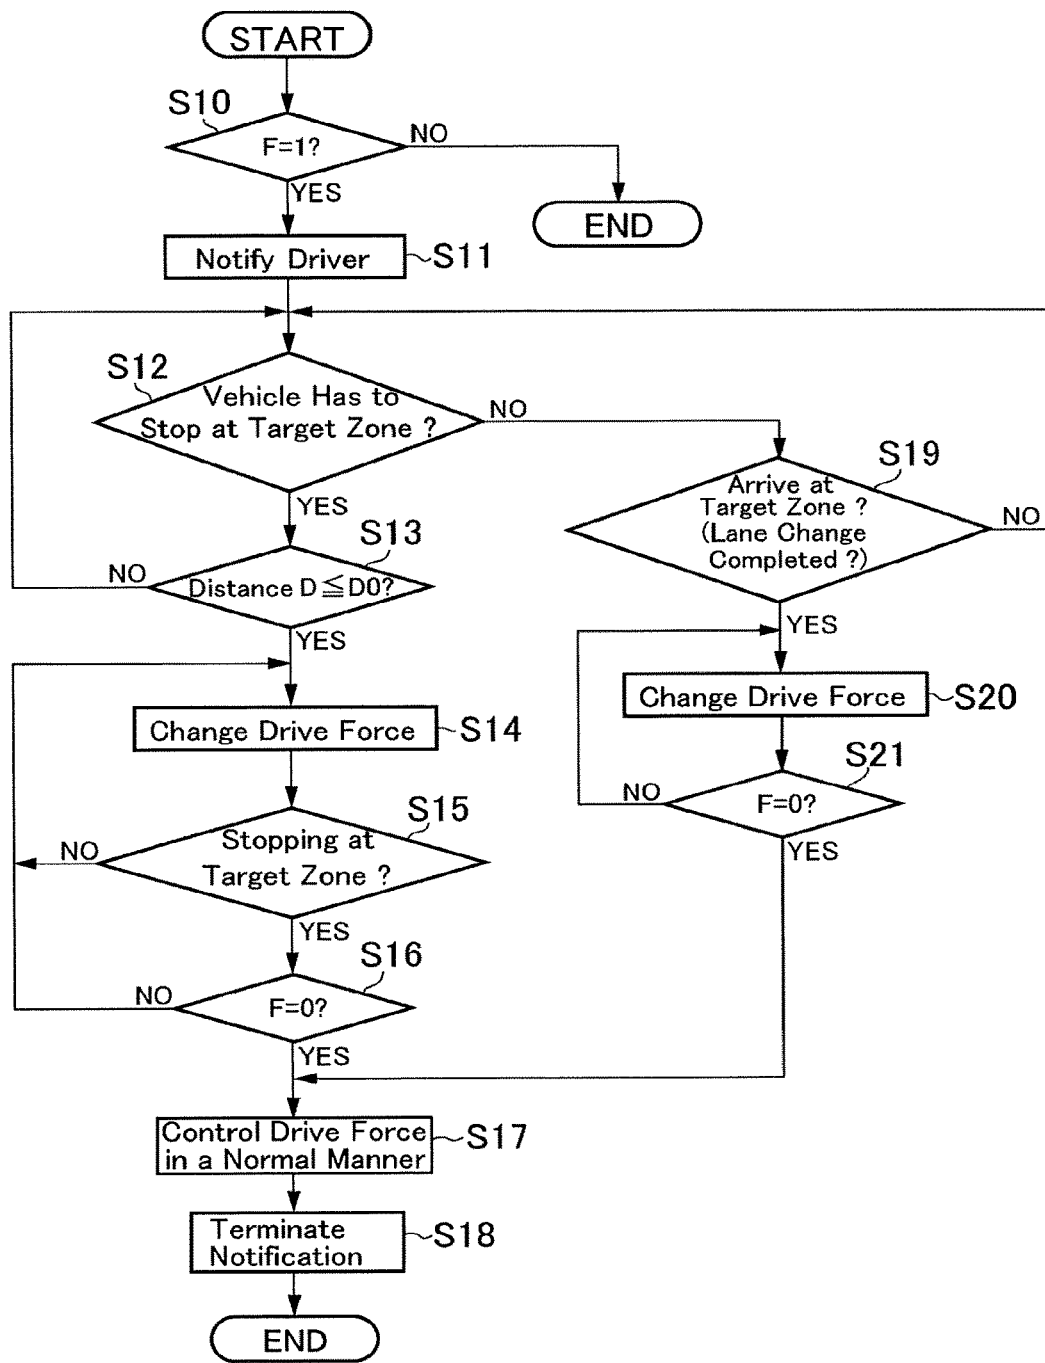 START
S10
F=1?
NO
YES
END
Notify Driver
S11
S12
Vehicle Has to
Stop at Target Zone ?
NO
YES
S19
Arrive at
Target Zone ?
(Lane Change
Completed ?)
NO
YES
S13
Distance D≦D0?
NO
YES
Change Drive Force
S14
Change Drive Force
S20
S21
F=0?
NO
YES
S15
Stopping at
Target Zone ?
NO
YES
S16
F=0?
NO
YES
Control Drive Force
in a Normal Manner
S17
Terminate
Notification
S18
END